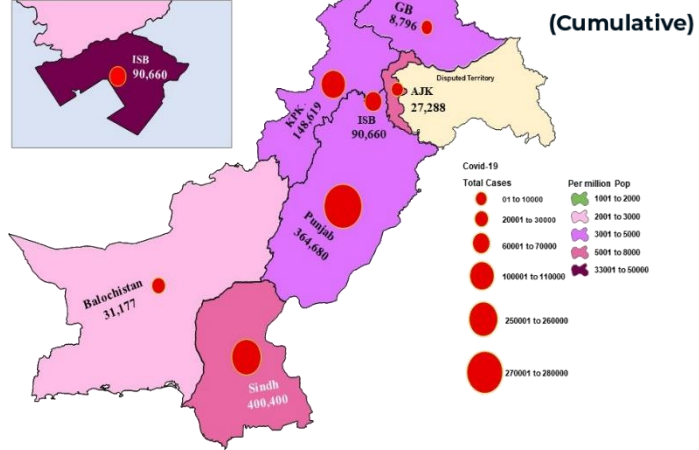 (Cumulative)
GB
8,796
ISB
90,660
Disputed Territory
AJK
27,288
KPK
148,619
ISB
90,660
Punjab
364,680
Balochistan
31,177
Sindh
400,400
Covid-19
Total Cases
01 to 10000
20001 to 30000
60001 to 70000
100001 to 110000
250001 to 260000
270001 to 280000
Per million Pop
1001 to 2000
2001 to 3000
3001 to 5000
5001 to 8000
33001 to 50000